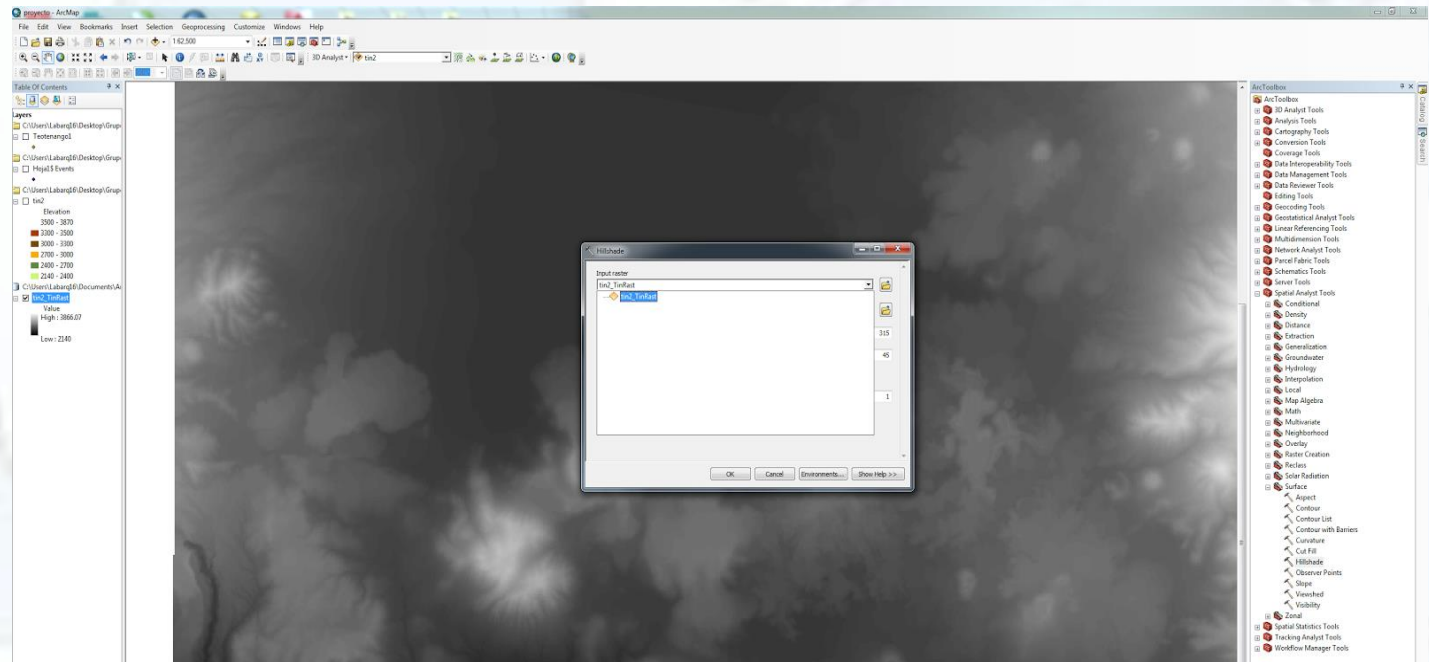 proyecto - ArcMap
File Edit View Bookmarks Insert Selection Geoprocessing Customize Windows Help
1:62,500
3D Analyst tin2
Table Of Contents
Layers
C:\Users\Labarq16\Desktop\Grup
Teotenango1
C:\Users\Labarq16\Desktop\Grup
Hoja1$ Events
C:\Users\Labarq16\Desktop\Grup
tin2
Elevation
3500 - 3870
3300 - 3500
3000 - 3300
2700 - 3000
2400 - 2700
2140 - 2400
C:\Users\Labarq16\Documents\A
tin2_TinRast
Value
High : 3866.07
Low : 2140
Hillshade
Input raster
tin2_TinRast
tin2_TinRast
315
45
1
OK Cancel Environments... Show Help >>
ArcToolbox
ArcToolbox
3D Analyst Tools
Analysis Tools
Cartography Tools
Conversion Tools
Coverage Tools
Data Interoperability Tools
Data Management Tools
Data Reviewer Tools
Editing Tools
Geocoding Tools
Geostatistical Analyst Tools
Linear Referencing Tools
Multidimension Tools
Network Analyst Tools
Parcel Fabric Tools
Schematics Tools
Server Tools
Spatial Analyst Tools
Conditional
Density
Distance
Extraction
Generalization
Groundwater
Hydrology
Interpolation
Local
Map Algebra
Math
Multivariate
Neighborhood
Overlay
Raster Creation
Reclass
Solar Radiation
Surface
Aspect
Contour
Contour List
Contour with Barriers
Curvature
Cut Fill
Hillshade
Observer Points
Slope
Viewshed
Visibility
Zonal
Spatial Statistics Tools
Tracking Analyst Tools
Workflow Manager Tools
Catalog
Search